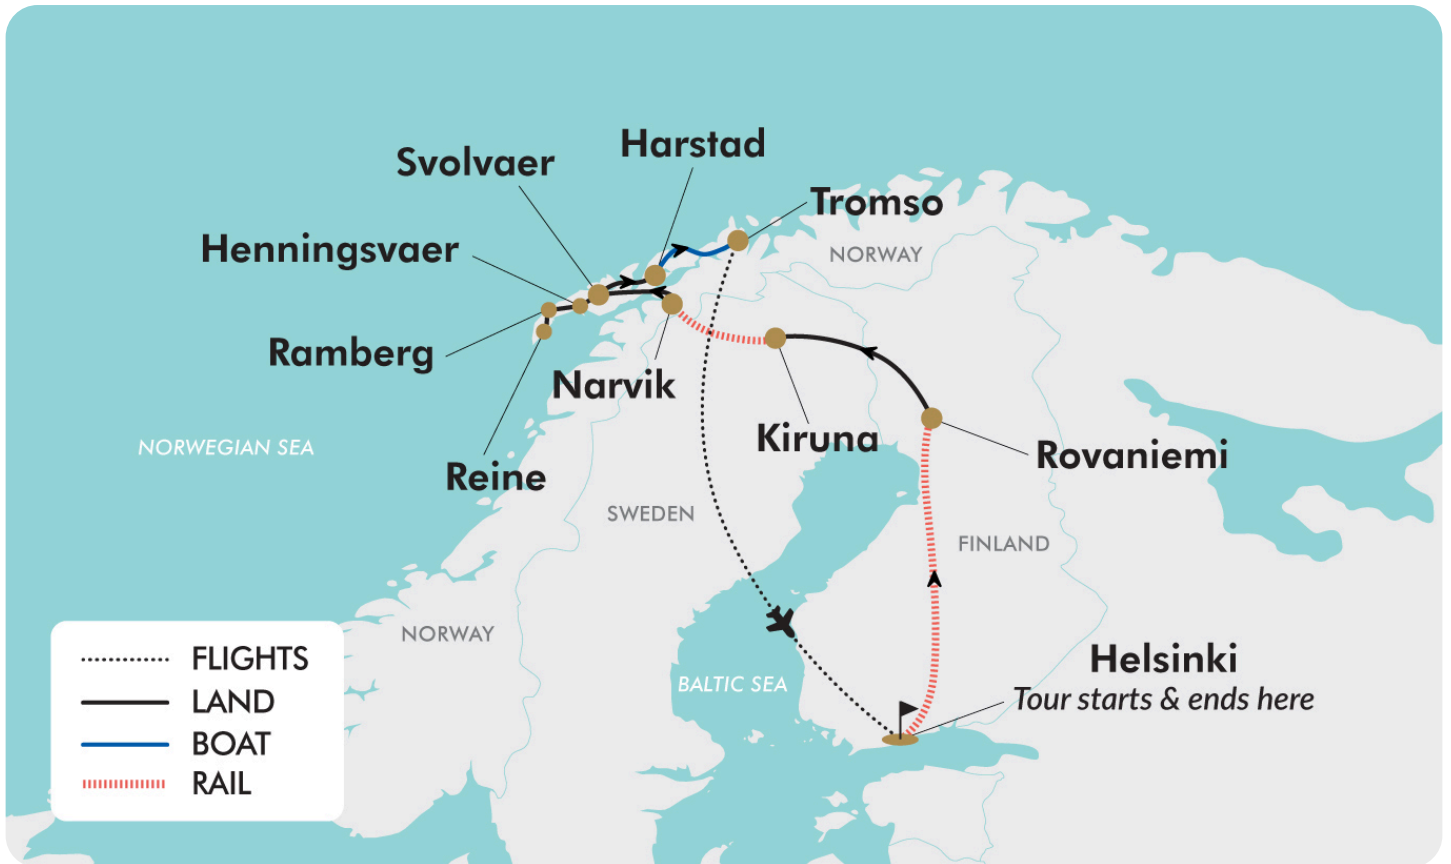 Harstad
Svolvaer
Tromso
Henningsvaer
NORWAY
Ramberg
Narvik
Kiruna
NORWEGIAN SEA
Rovaniemi
Reine
SWEDEN
FINLAND
NORWAY
Helsinki
Tour starts & ends here
BALTIC SEA
FLIGHTS
LAND
BOAT
RAIL